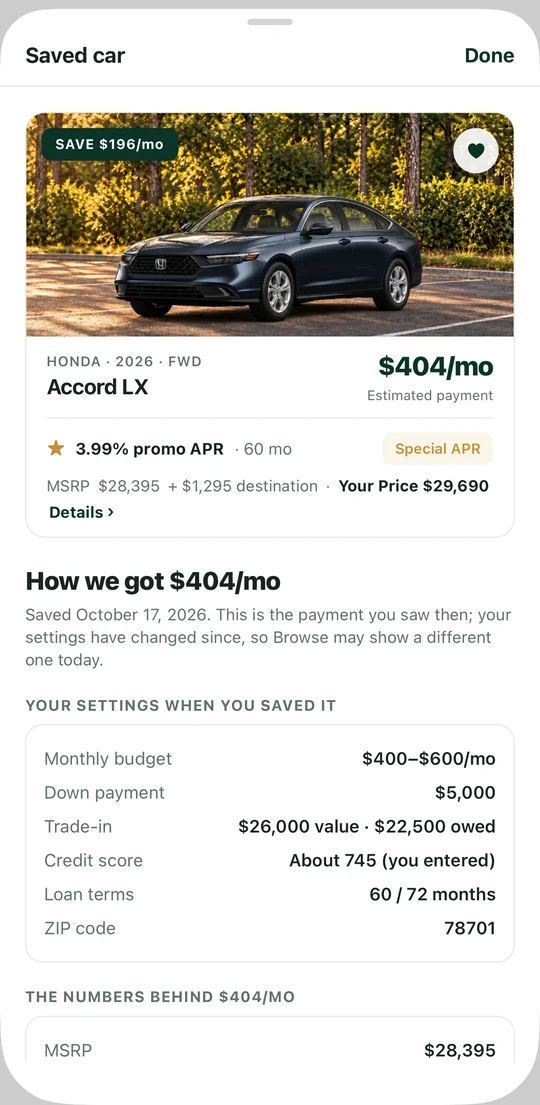 Saved car
Done
SAVE $196/mo
HONDA · 2026 · FWD
$404/mo
Accord LX
Estimated payment
3.99% promo APR · 60 mo
Special APR
MSRP $28,395 + $1,295 destination · Your Price $29,690
Details ›
How we got $404/mo
Saved October 17, 2026. This is the payment you saw then; your
settings have changed since, so Browse may show a different
one today.
YOUR SETTINGS WHEN YOU SAVED IT
Monthly budget $400–$600/mo
Down payment $5,000
Trade-in $26,000 value · $22,500 owed
Credit score About 745 (you entered)
Loan terms 60 / 72 months
ZIP code 78701
THE NUMBERS BEHIND $404/MO
MSRP $28,395